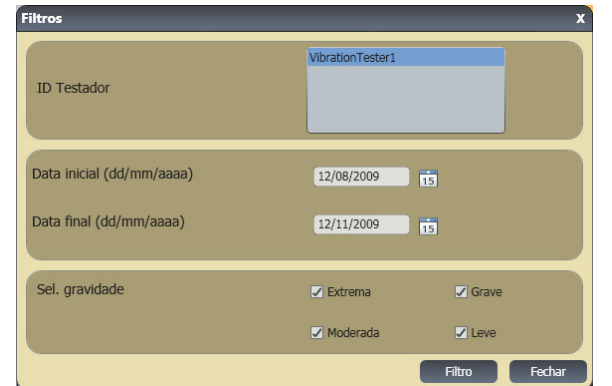 Filtros X
ID Testador
VibrationTester1
Data inicial (dd/mm/aaaa) 12/08/2009 15
Data final (dd/mm/aaaa) 12/11/2009 15
Sel. gravidade Extrema Grave
Moderada Leve
Filtro Fechar